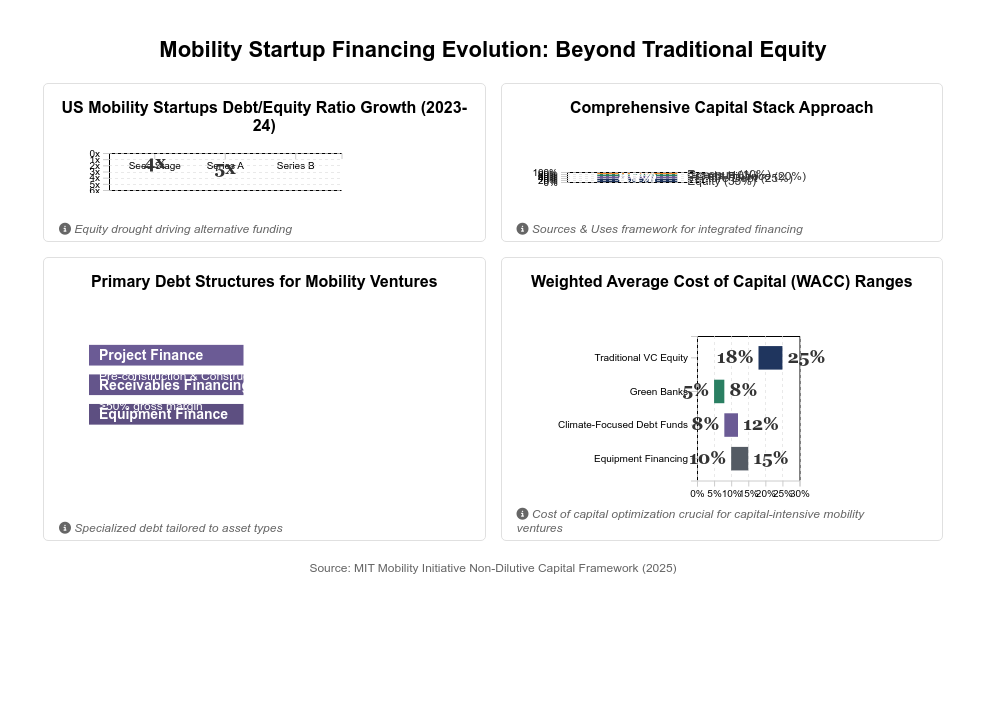 Mobility Startup Financing Evolution: Beyond Traditional Equity
US Mobility Startups Debt/Equity Ratio Growth (2023-
24)
0x
1x
2x
3x
4x
5x
6x
4x
5x
Seed Stage
Series A
Series B
Equity drought driving alternative funding
Comprehensive Capital Stack Approach
100%
0%
Equity (35%)
Sources & Uses framework for integrated financing
Primary Debt Structures for Mobility Ventures
Project Finance
Pre-construction & Constru
Receivables Financing
≥50% gross margin
Equipment Finance
Specialized debt tailored to asset types
Weighted Average Cost of Capital (WACC) Ranges
Traditional VC Equity 18% 25%
Green Banks 5% 8%
Climate-Focused Debt Funds 8% 12%
Equipment Financing 10% 15%
0% 5% 10% 15% 20% 25% 30%
Cost of capital optimization crucial for capital-intensive mobility
ventures
Source: MIT Mobility Initiative Non-Dilutive Capital Framework (2025)